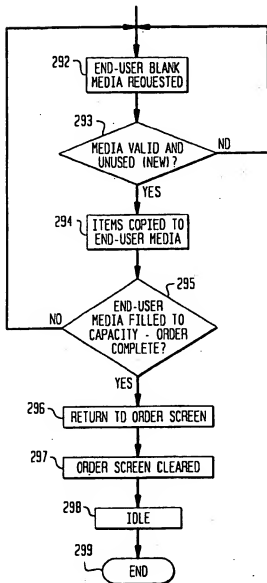 292
END-USER BLANK
MEDIA REQUESTED
293
MEDIA VALID AND
UNUSED (NEW)?
NO
YES
294
ITEMS COPIED TO
END-USER MEDIA
295
NO
END-USER
MEDIA FILLED TO
CAPACITY - ORDER
COMPLETE?
YES
296
RETURN TO ORDER SCREEN
297
ORDER SCREEN CLEARED
298
IDLE
299
END